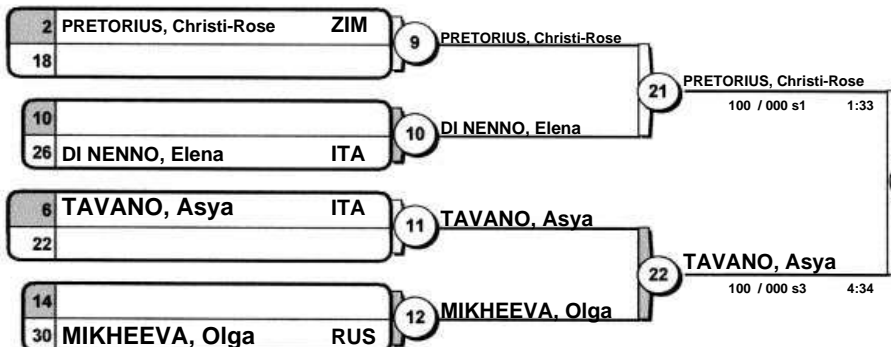 2 PRETORIUS, Christi-Rose ZIM
18
9 PRETORIUS, Christi-Rose
21 PRETORIUS, Christi-Rose
100 / 000 s1 1:33
10
26 DI NENNO, Elena ITA
10 DI NENNO, Elena
6 TAVANO, Asya ITA
22
11 TAVANO, Asya
22 TAVANO, Asya
100 / 000 s3 4:34
14
30 MIKHEEVA, Olga RUS
12 MIKHEEVA, Olga